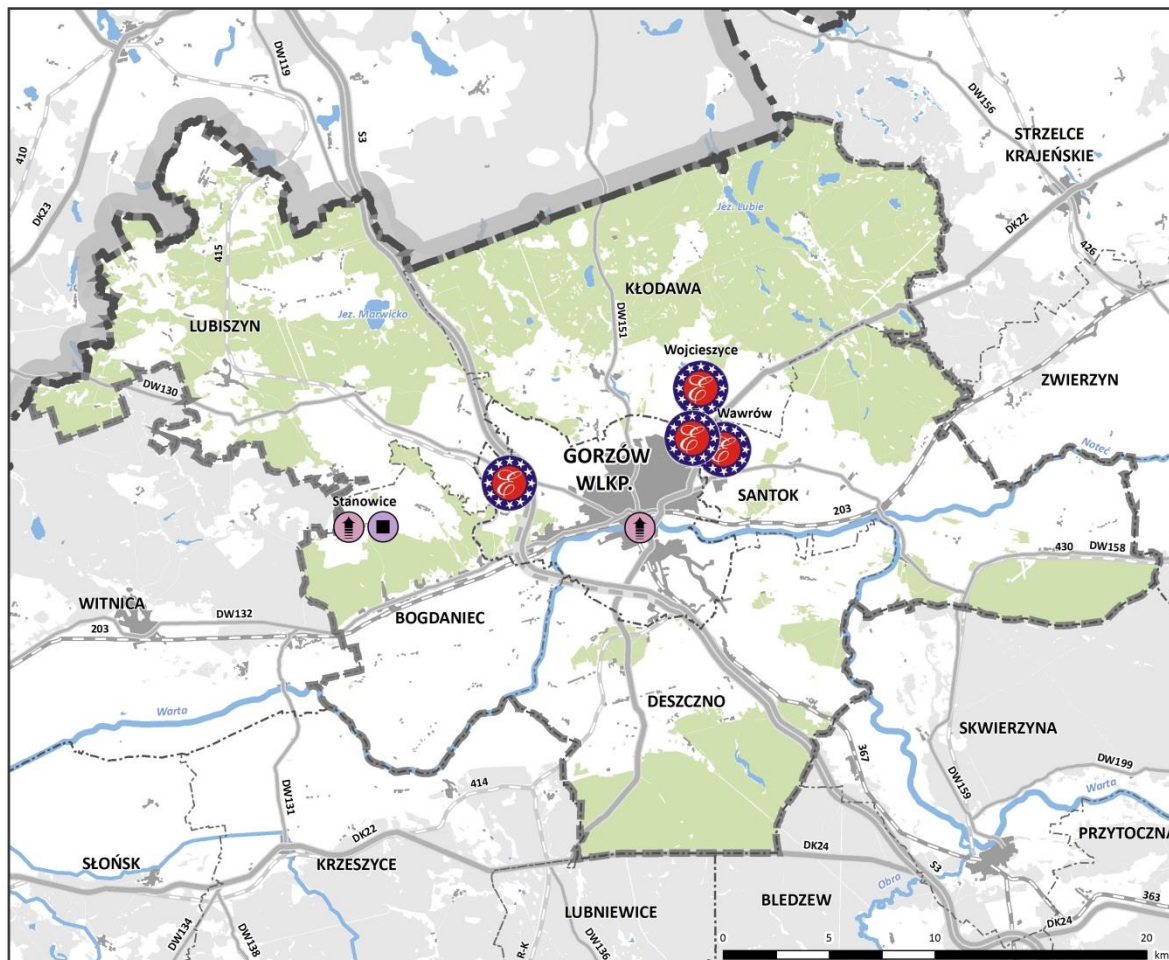 DW119
S3
410
DK23
415
DW156
STRZELCE
KRAJEŃSKIE
DK22
426
Jez. Lubie
KŁODAWA
DW151
LUBISZYN
Jez. Marwicko
DW130
Wojcieszyce
E
ZWIERZYN
Wawrów
E
E
GORZÓW
WLKP.
Noteć
E
SANTOK
Stanowice
203
430
DW158
WITNICA
DW132
203
BOGDANIEC
Warta
DESZCZNO
SKWIERZYNA
367
DW199
DW159
Warta
DW131
414
DK22
PRZYTOCZNA
SŁOŃSK
KRZESZYCE
DK24
S3
Obra
BLEDZEW
363
DK24
LUBNIEWICE
DW134
DW138
R-K
DW136
0 5 10 20
km